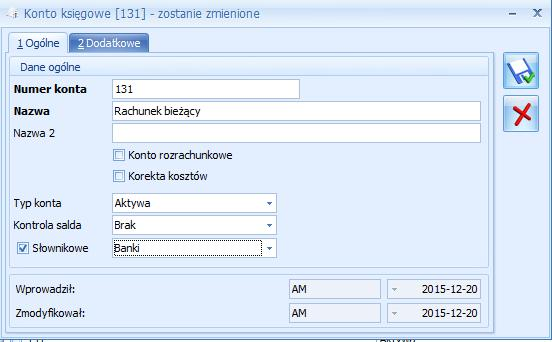 Konto księgowe [131] - zostanie zmienione
1 Ogólne 2 Dodatkowe
Dane ogólne
Numer konta 131
Nazwa Rachunek bieżący
Nazwa 2
Konto rozrachunkowe
Korekta kosztów
Typ konta Aktywa
Kontrola salda Brak
Słownikowe Banki
Wprowadził: AM 2015-12-20
Zmodyfikował: AM 2015-12-20